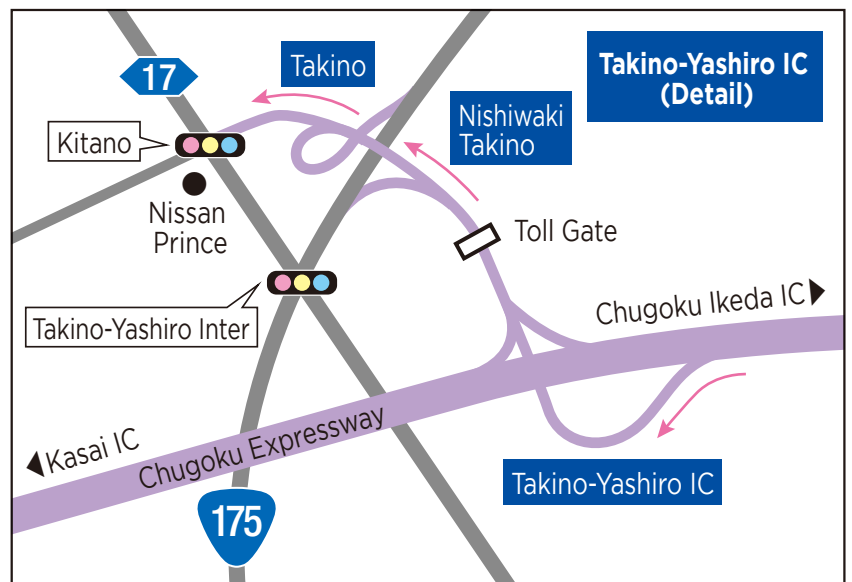 17
Takino
Takino-Yashiro IC
(Detail)
Kitano
Nishiwaki
Takino
Nissan
Prince
Toll Gate
Takino-Yashiro Inter
Chugoku Ikeda IC
Kasai IC
Chugoku Expressway
Takino-Yashiro IC
175